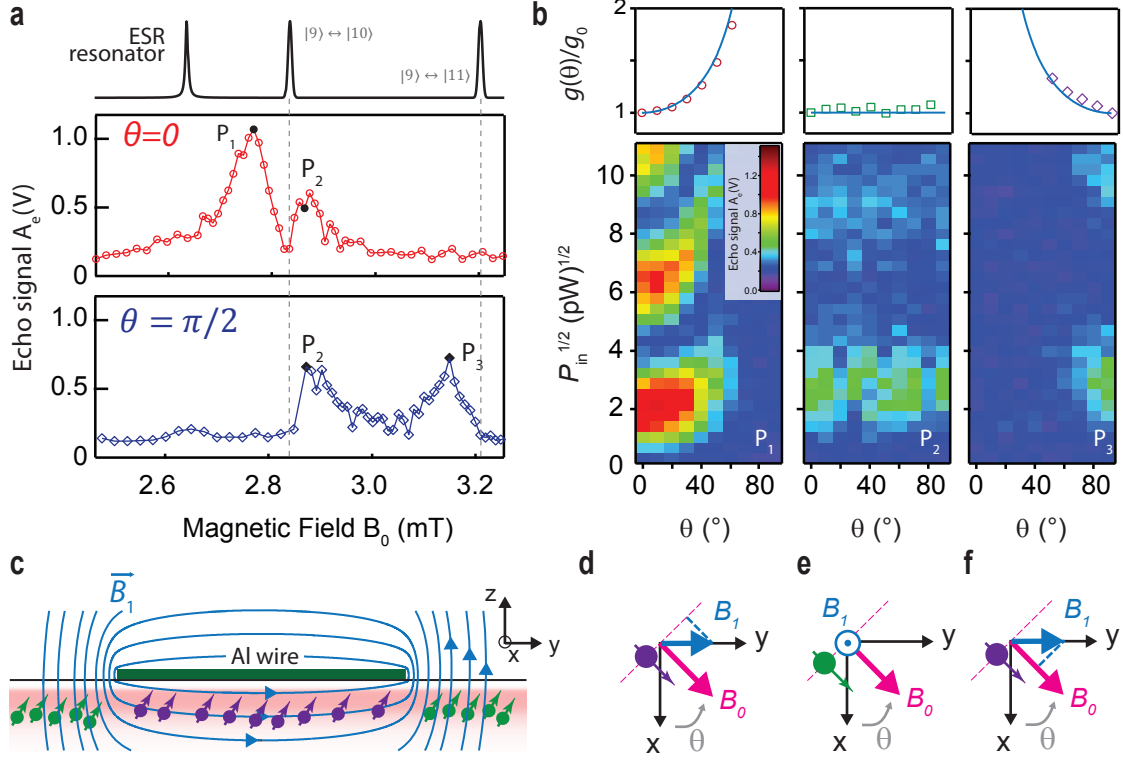 a
ESR
resonator
|9⟩ ↔ |10⟩
|9⟩ ↔ |11⟩
Echo signal Aₑ(V)
θ=0
P₁
P₂
1.0
0.5
0
θ = π/2
P₂
P₃
1.0
0.5
0
2.6 2.8 3.0 3.2
Magnetic Field B₀ (mT)
b
g(θ)/g₀
2
1
Pᵢₙ¹ᐟ² (pW)¹ᐟ²
10
8
6
4
2
0
Echo signal Aₑ(V)
1.2
0.8
0.4
0.0
P₁
P₂
P₃
0 40 80
0 40 80
0 40 80
θ (°)
θ (°)
θ (°)
c
B₁
Al wire
z
x
y
d
B₁
y
B₀
x
θ
e
B₁
y
B₀
x
θ
f
B₁
y
B₀
x
θ